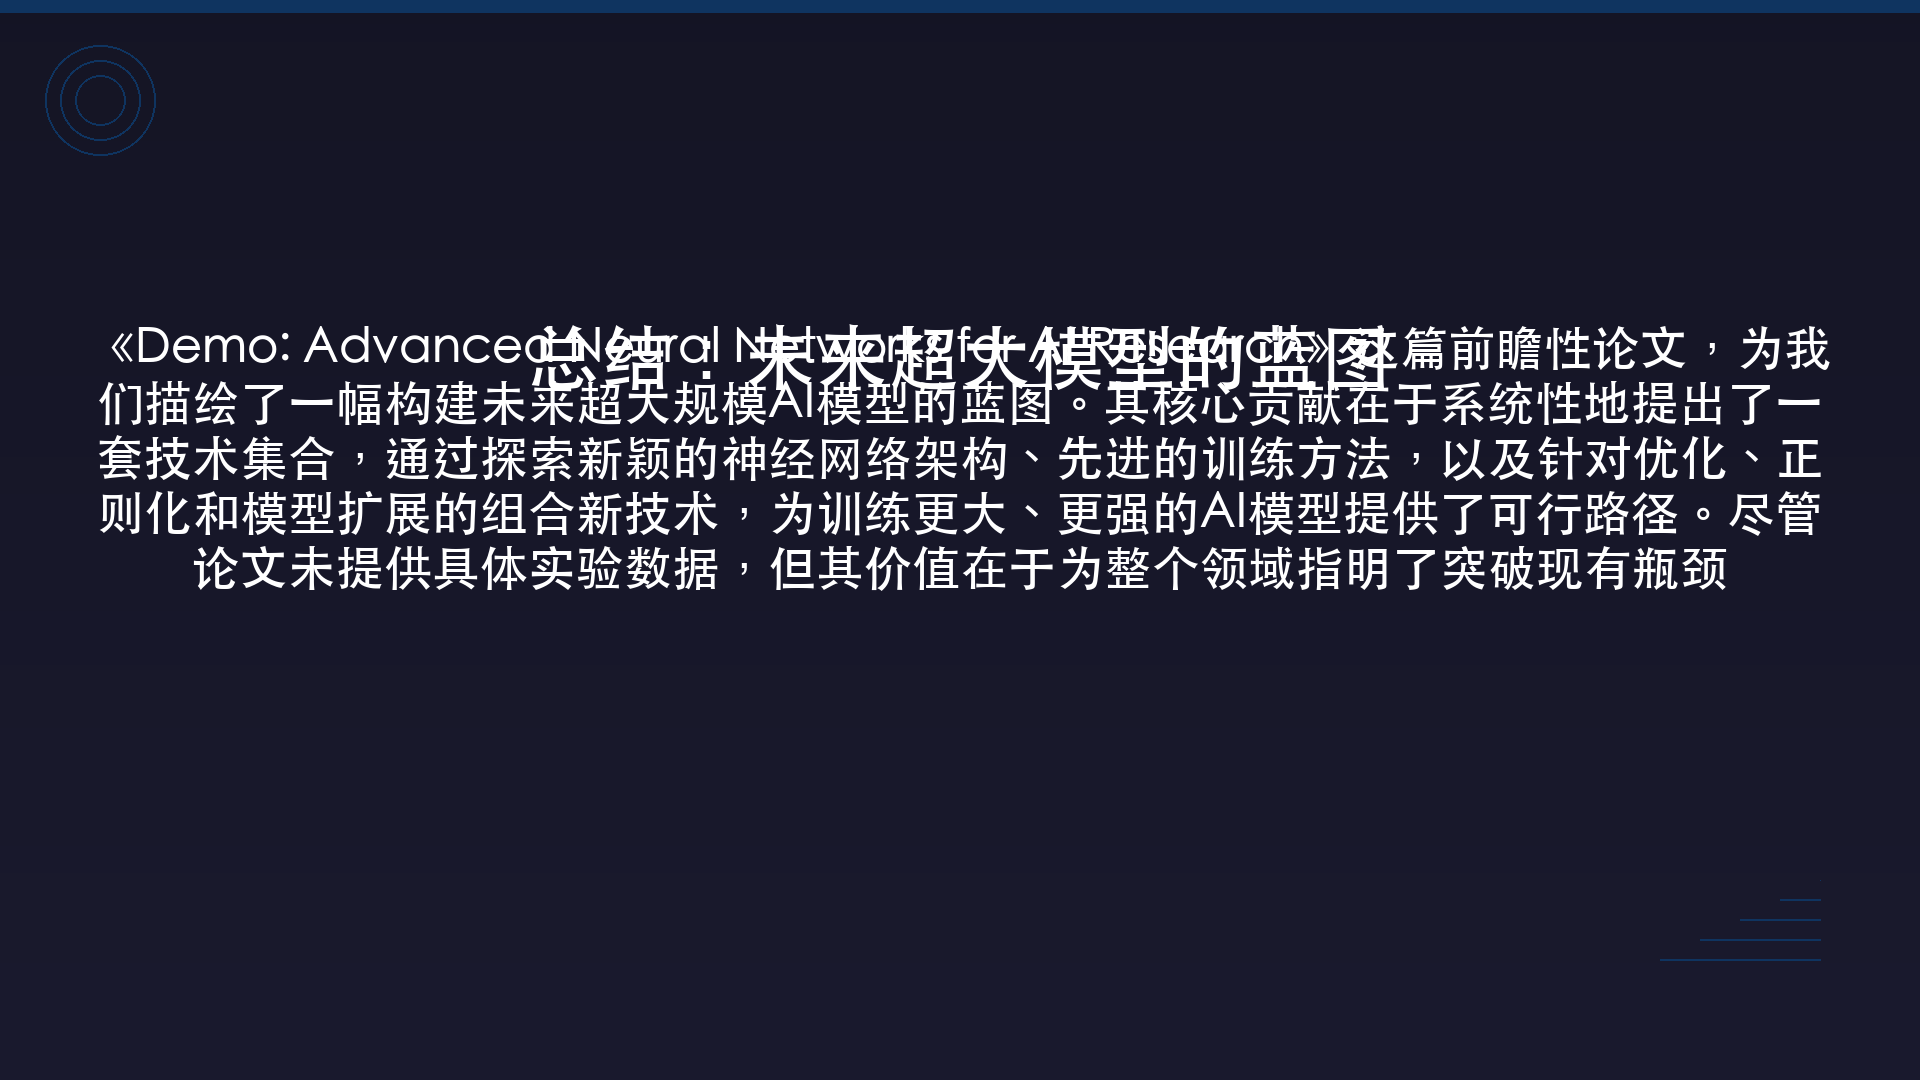 总结：未来超大模型的蓝图
《Demo: Advanced Neural Networks for AI Research》这篇前瞻性论文，为我
们描绘了一幅构建未来超大规模AI模型的蓝图。其核心贡献在于系统性地提出了一
套技术集合，通过探索新颖的神经网络架构、先进的训练方法，以及针对优化、正
则化和模型扩展的组合新技术，为训练更大、更强的AI模型提供了可行路径。尽管
论文未提供具体实验数据，但其价值在于为整个领域指明了突破现有瓶颈